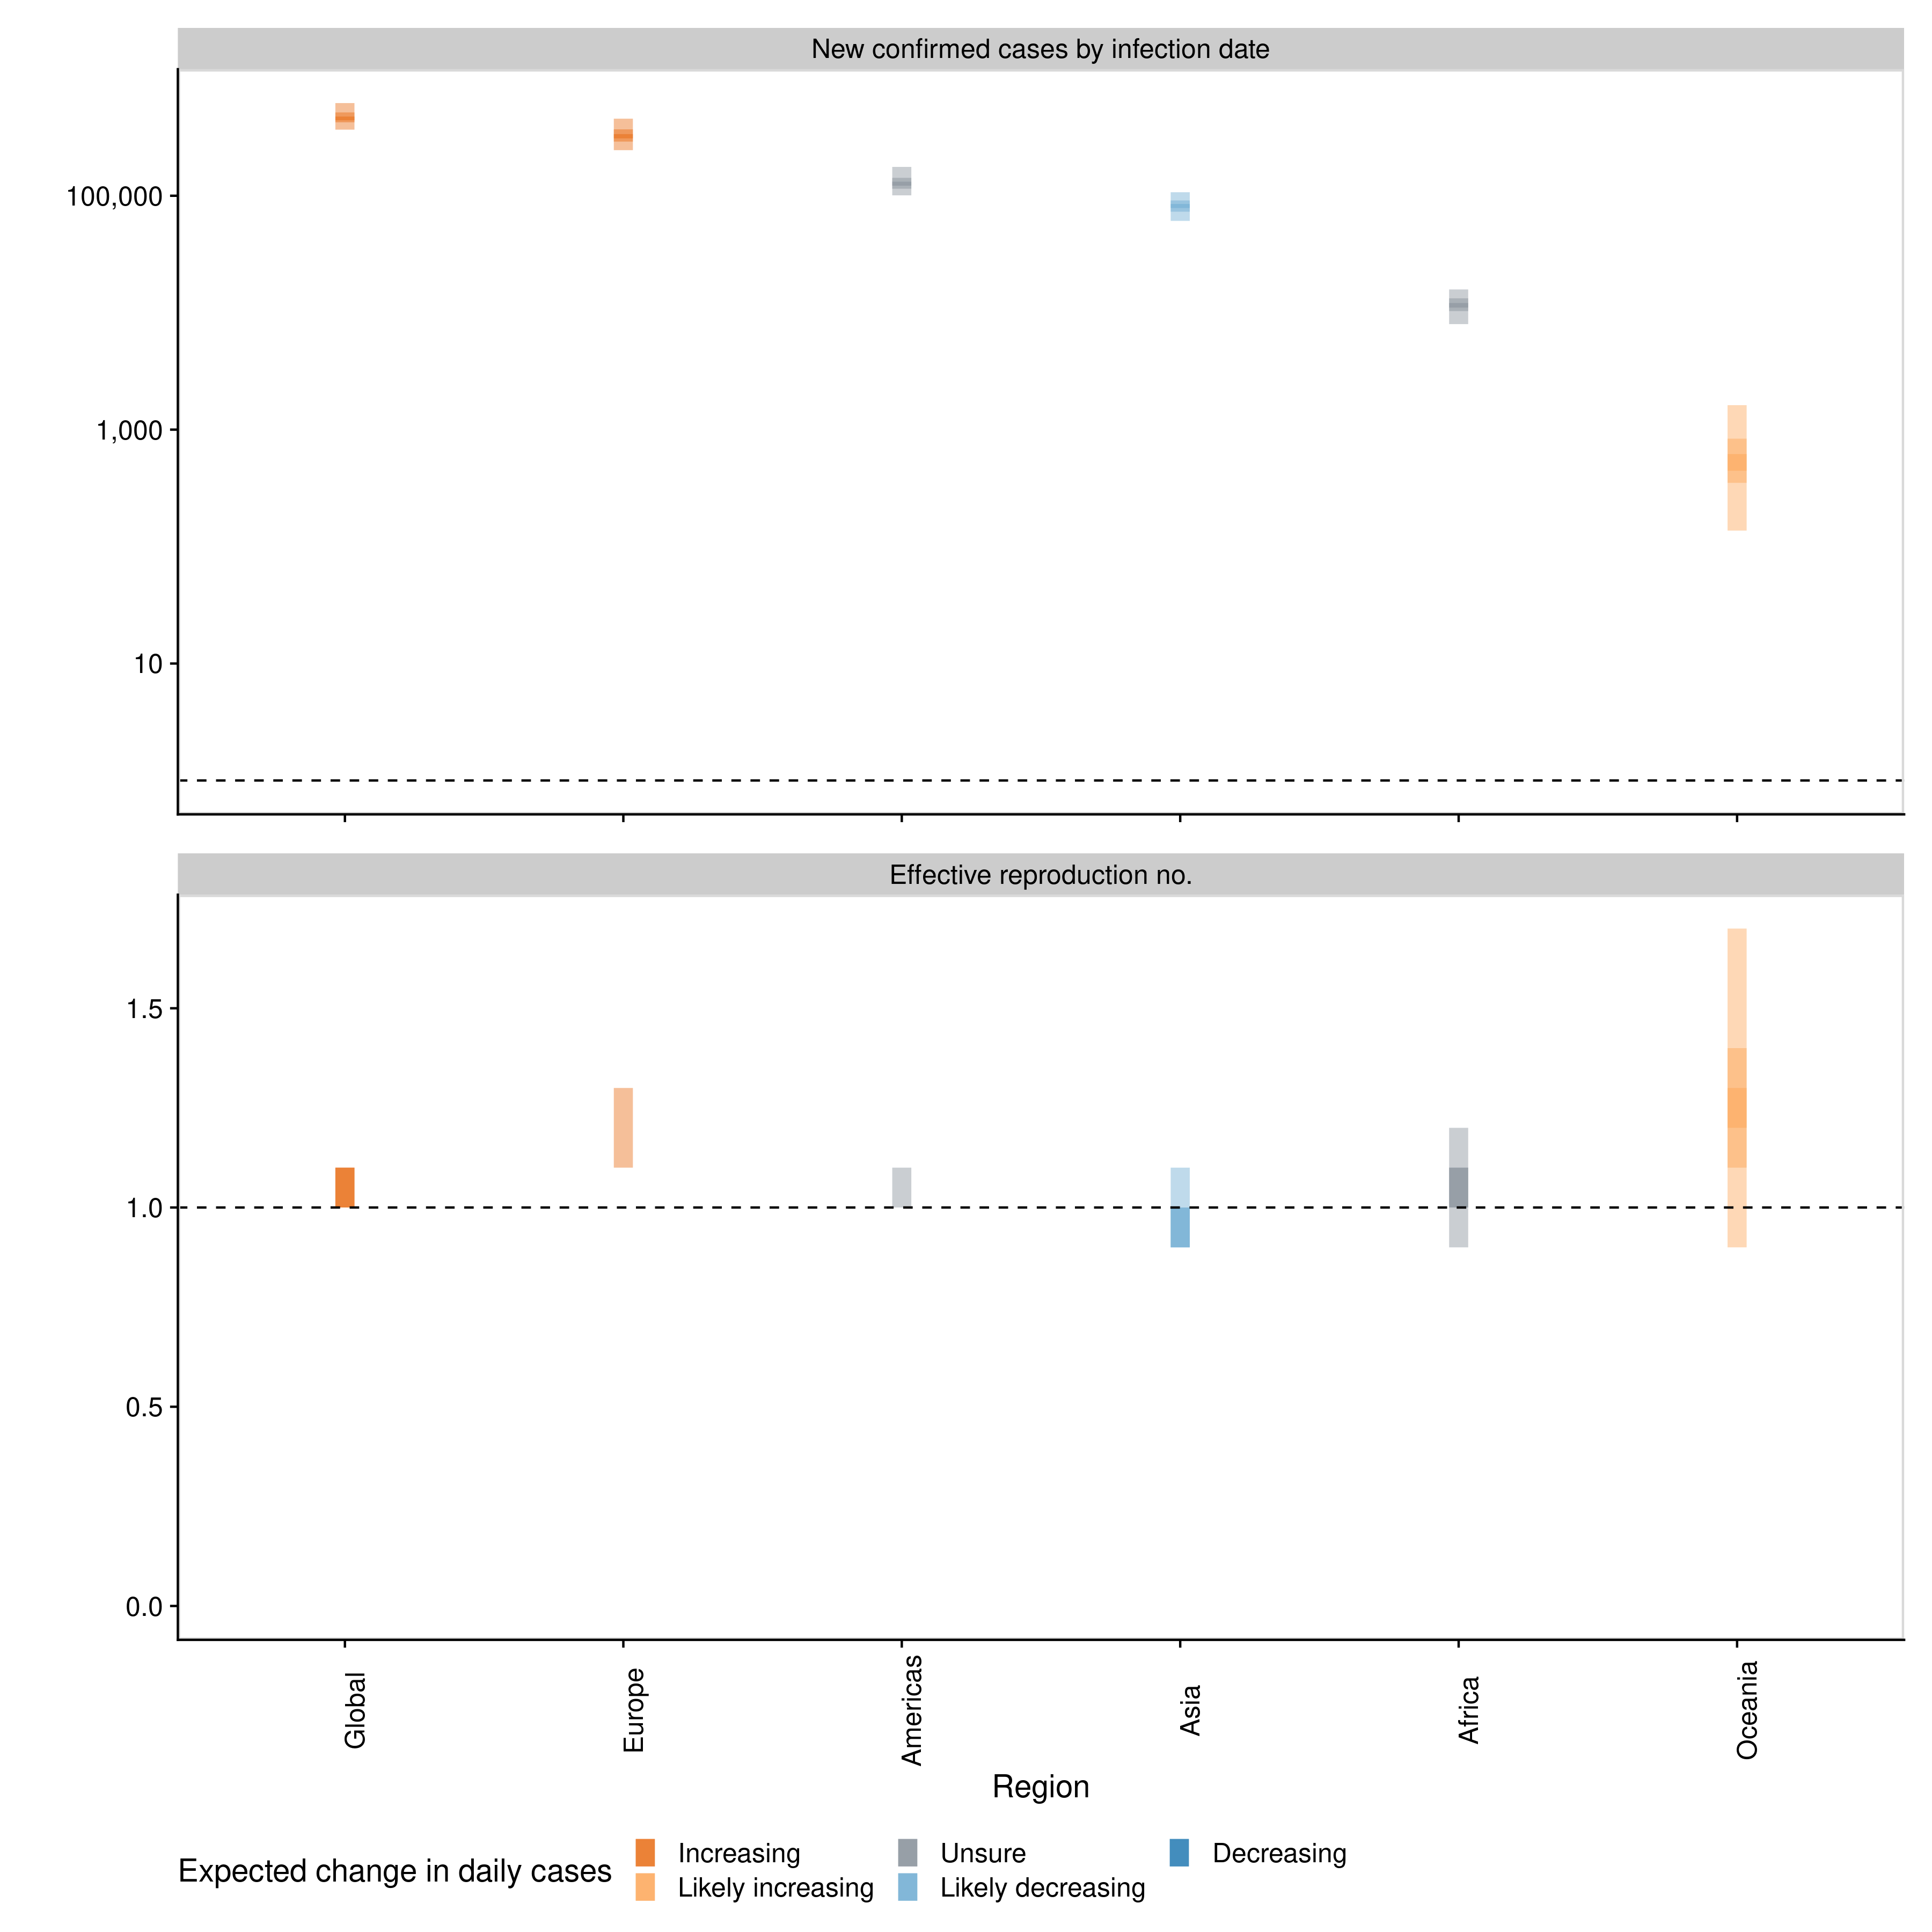 New confirmed cases by infection date
100,000
1,000
10
Effective reproduction no.
1.5
1.0
0.5
0.0
Global
Europe
Americas
Asia
Africa
Oceania
Region
Expected change in daily cases
Increasing
Likely increasing
Unsure
Likely decreasing
Decreasing